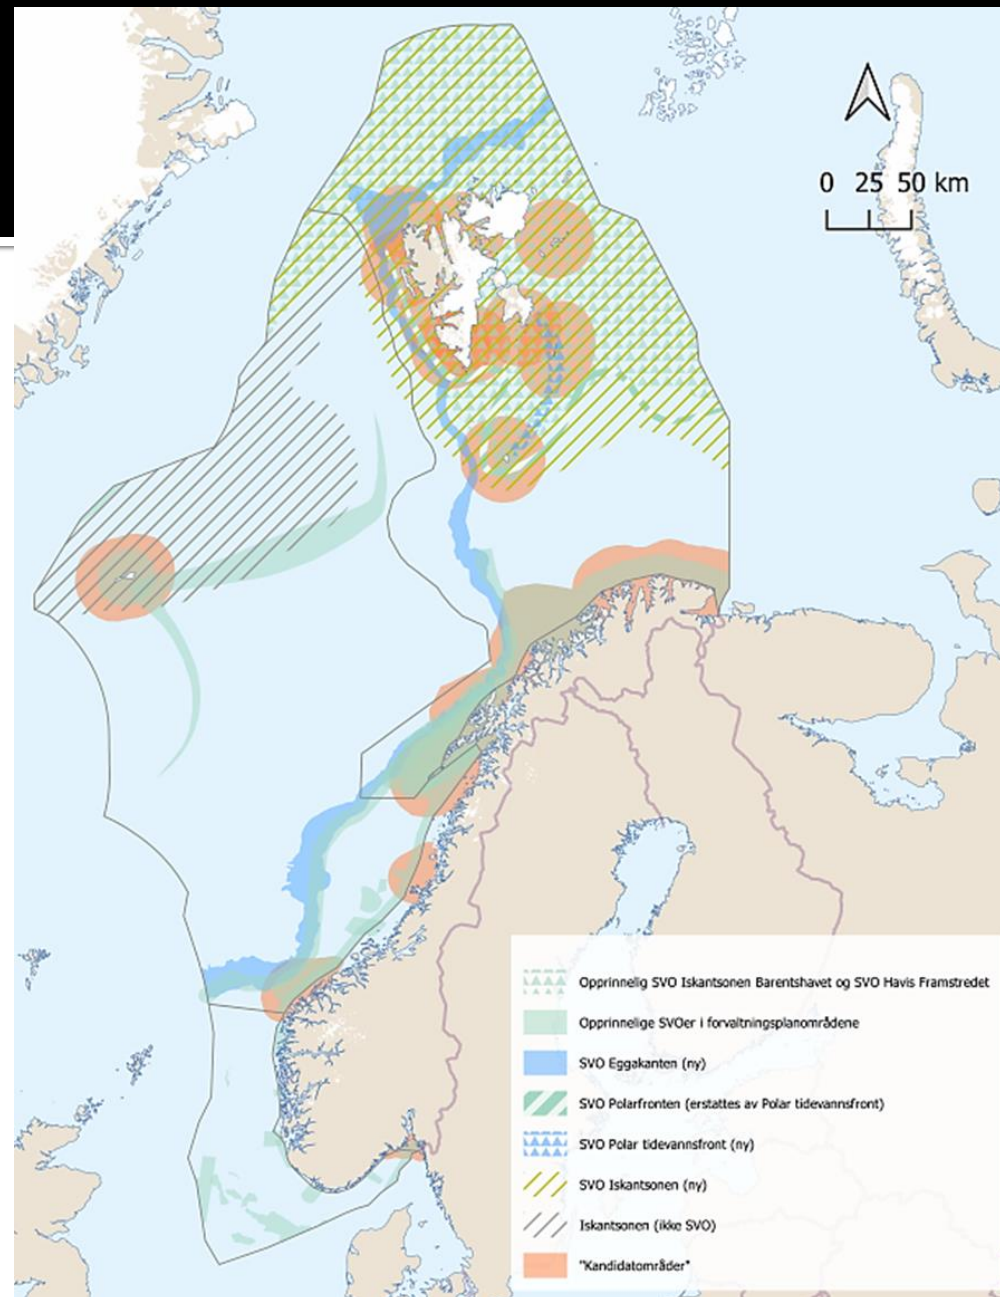 0 25 50 km
Opprinnelig SVO Iskantsonen Barentshavet og SVO Havis Framstredet
Opprinnelige SVOer i forvaltningsplanområdene
SVO Eggakanten (ny)
SVO Polarfronten (erstattes av Polar tidevannsfront)
SVO Polar tidevannsfront (ny)
SVO Iskantsonen (ny)
Iskantsonen (ikke SVO)
"Kandidatområder"